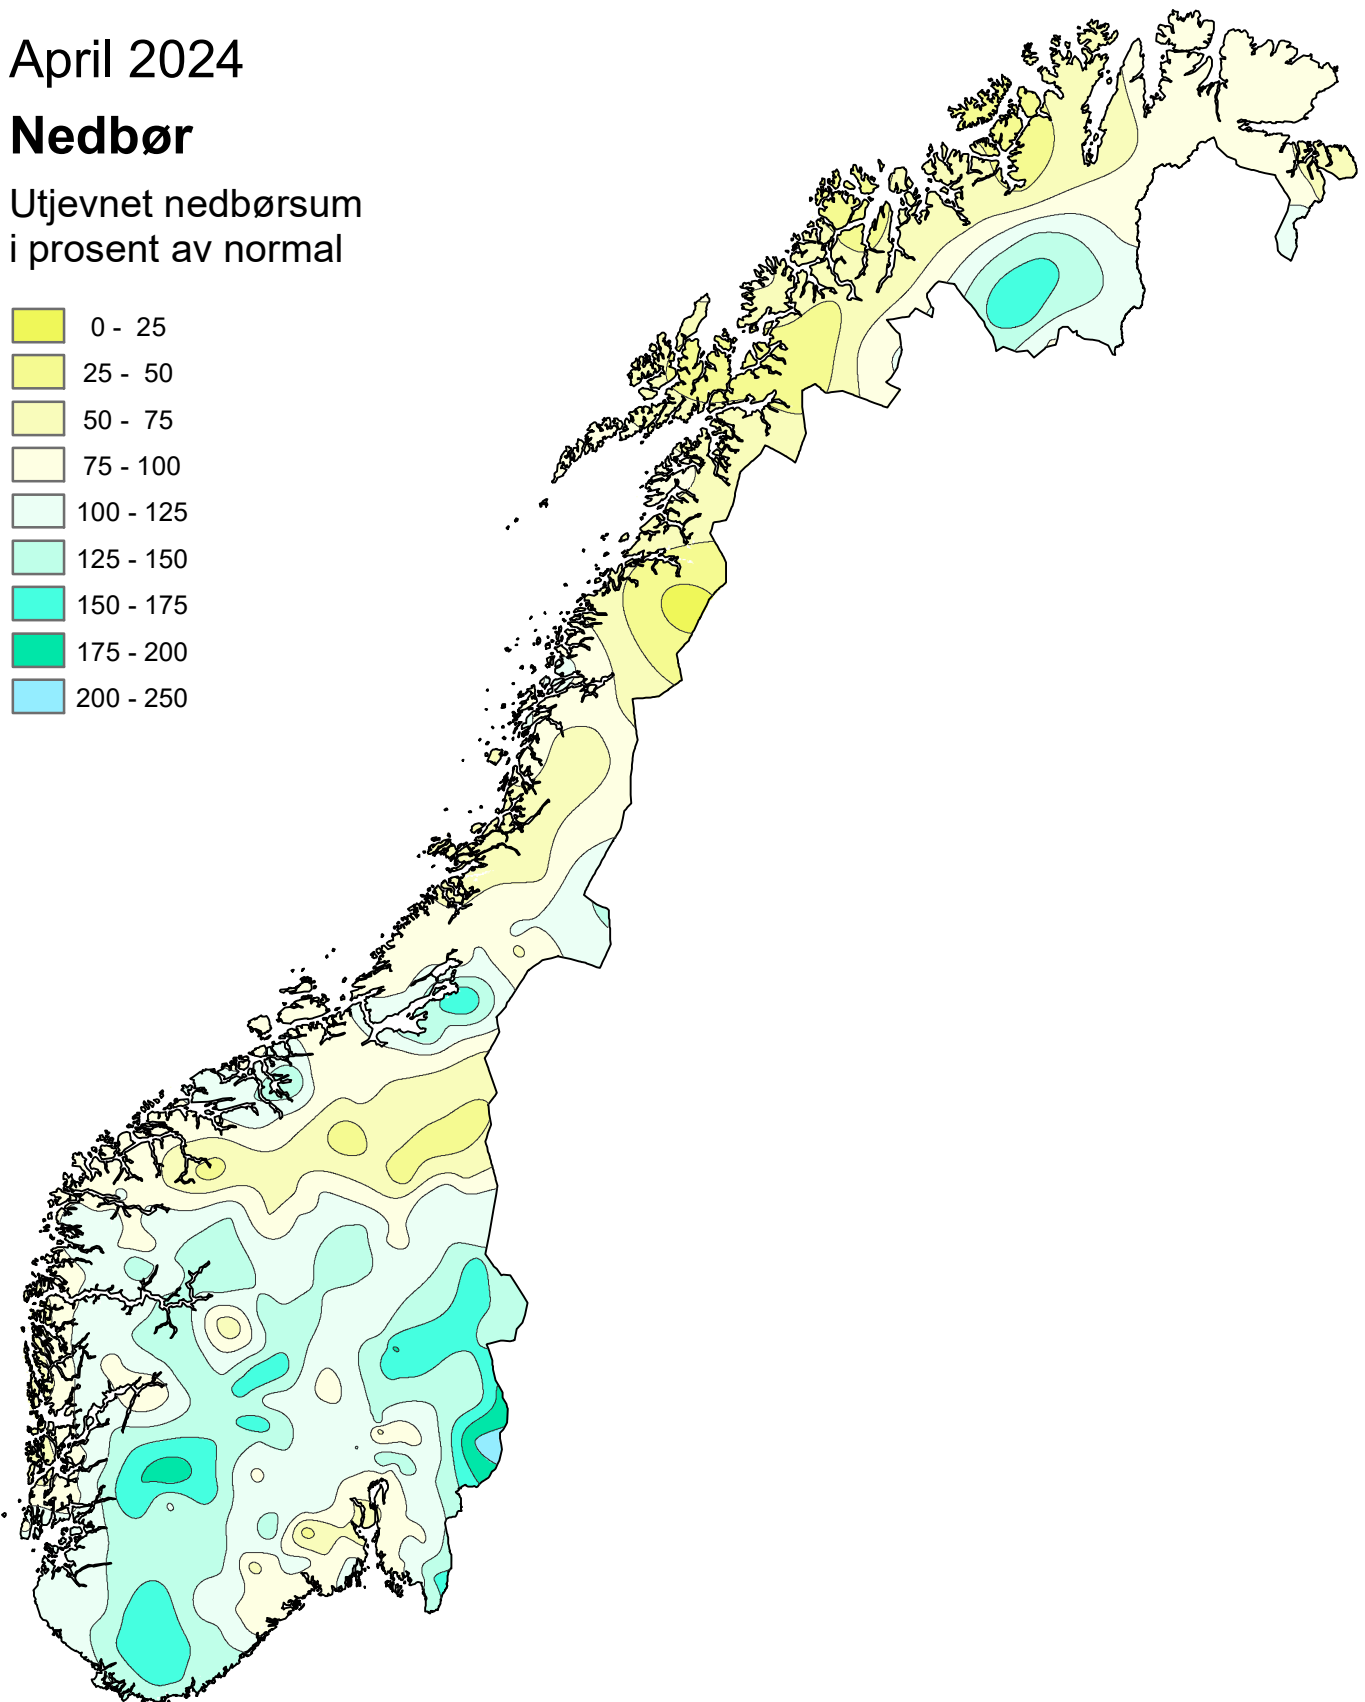 April 2024
Nedbør
Utjevnet nedbørsum
i prosent av normal
0 - 25
25 - 50
50 - 75
75 - 100
100 - 125
125 - 150
150 - 175
175 - 200
200 - 250